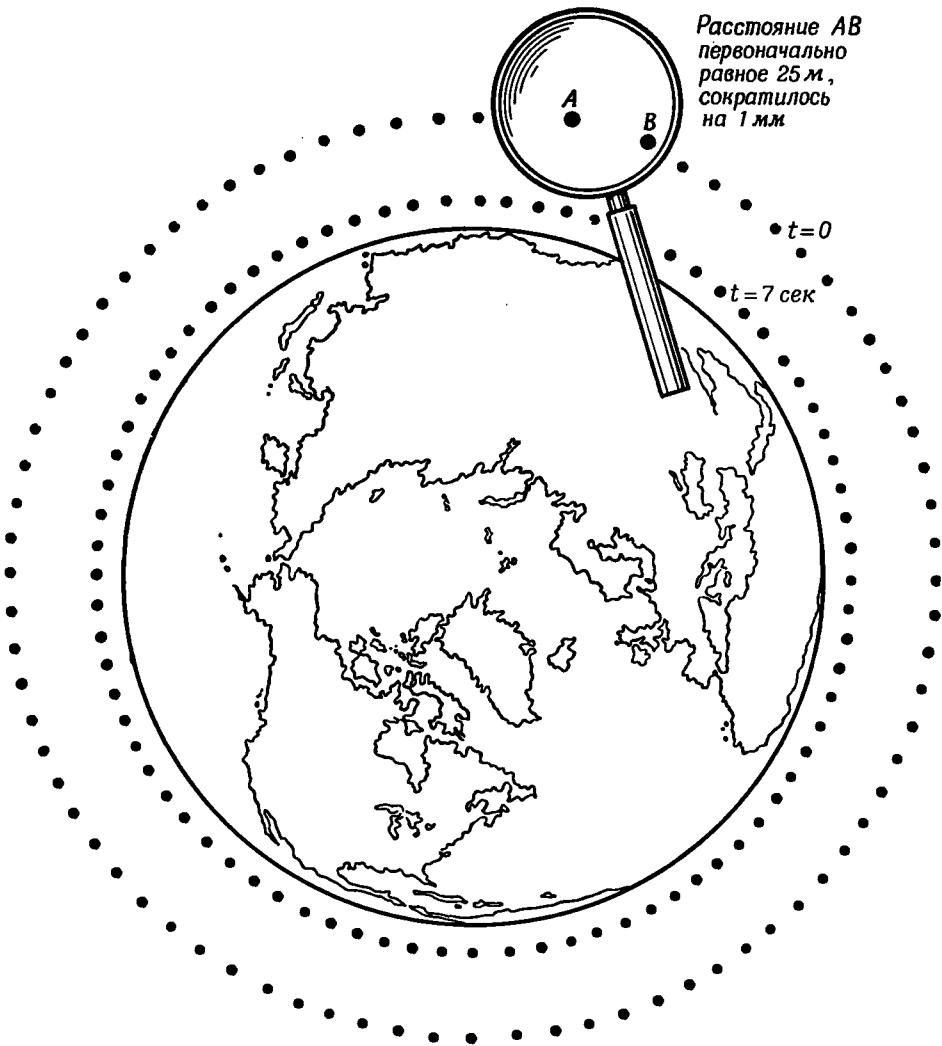 Расстояние AB
первоначально
равное 25 м,
сократилось
на 1 мм
A
B
t=0
t=7 сек